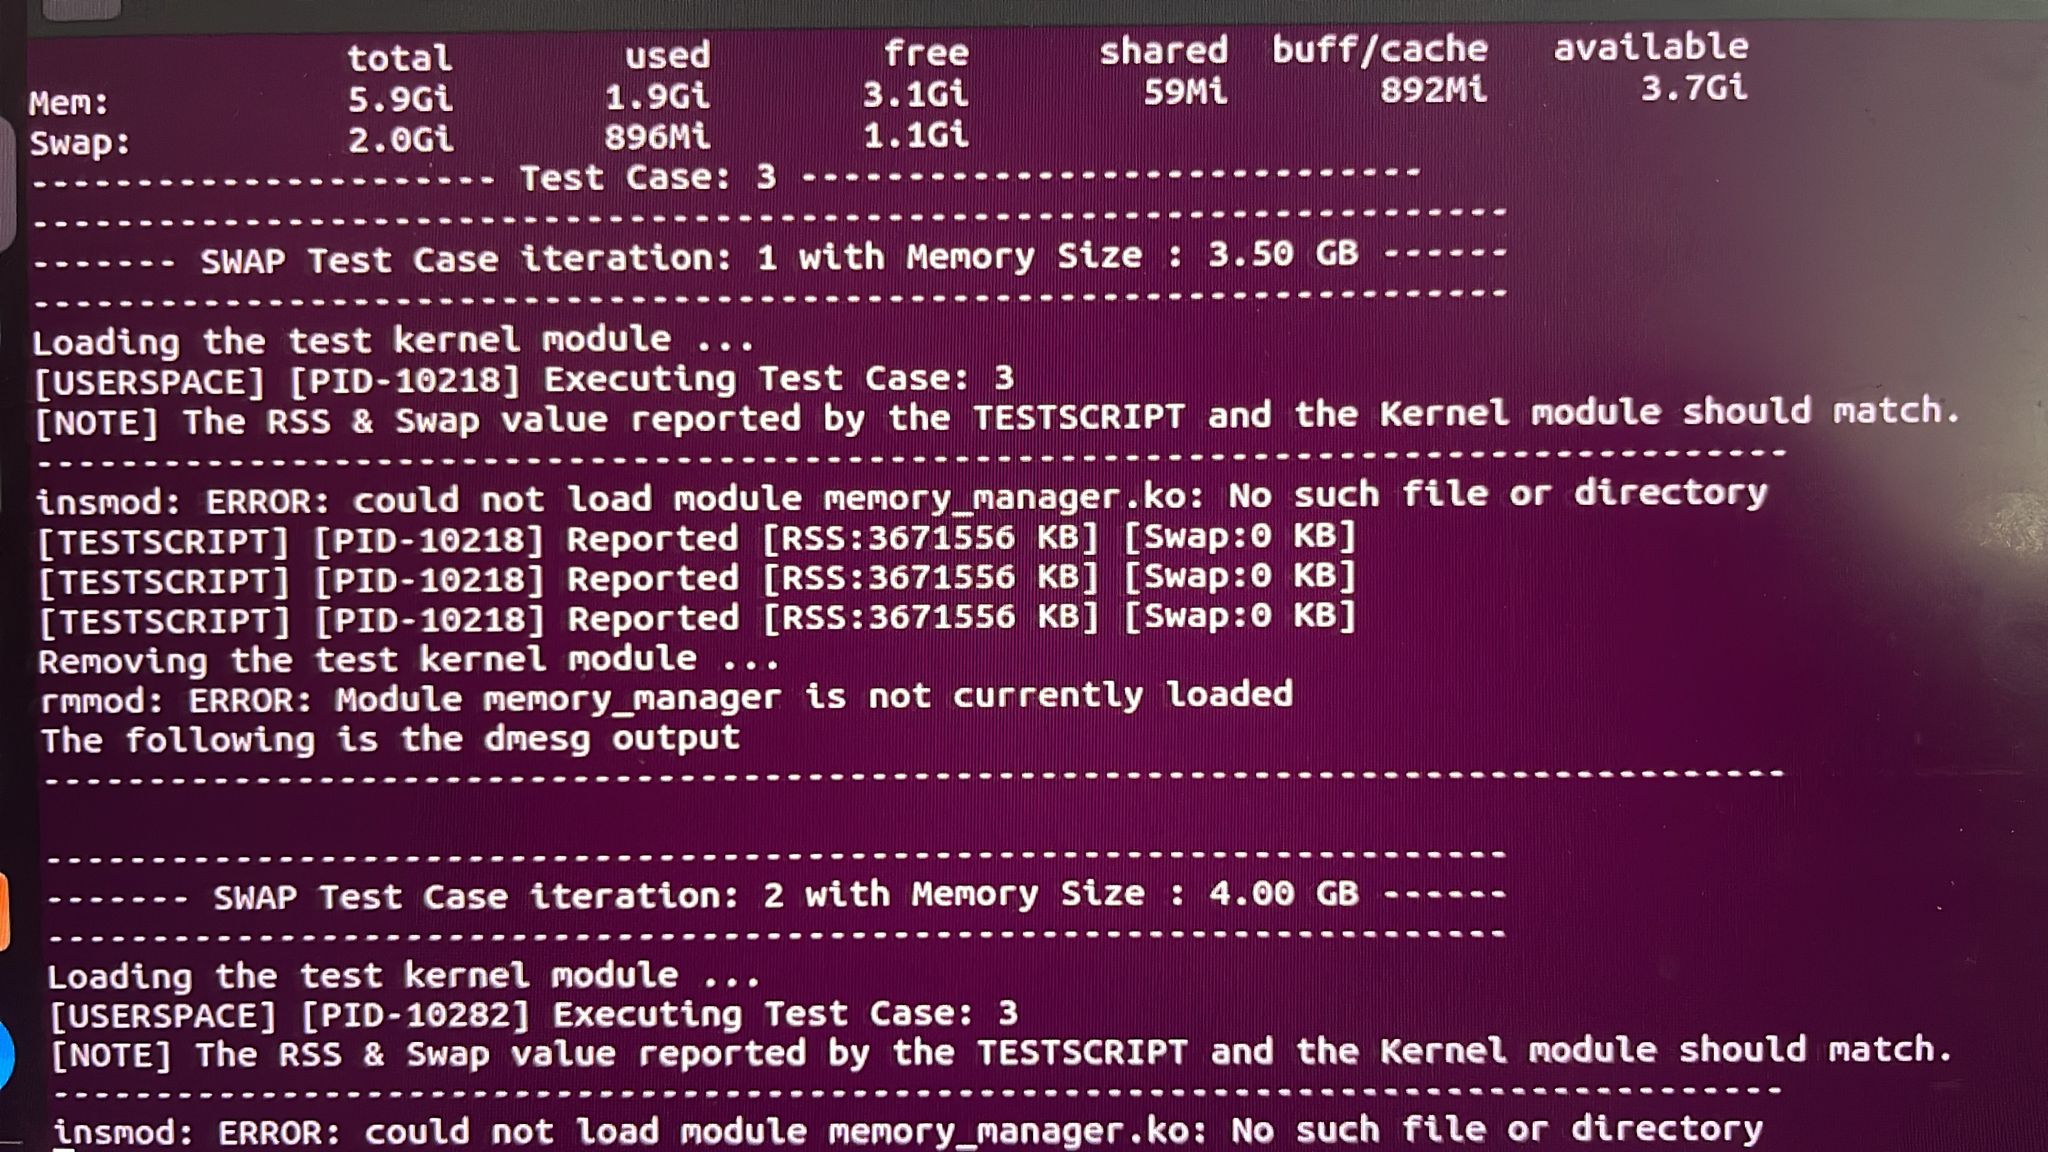 total used free shared buff/cache available
Mem: 5.9Gi 1.9Gi 3.1Gi 59Mi 892Mi 3.7Gi
Swap: 2.0Gi 896Mi 1.1Gi
---------------------- Test Case: 3 -----------------------------
----------------------------------------------------------------------
------- SWAP Test Case iteration: 1 with Memory Size : 3.50 GB ------
----------------------------------------------------------------------
Loading the test kernel module ...
[USERSPACE] [PID-10218] Executing Test Case: 3
[NOTE] The RSS & Swap value reported by the TESTSCRIPT and the Kernel module should match.
-----------------------------------------------------------------------------------
insmod: ERROR: could not load module memory_manager.ko: No such file or directory
[TESTSCRIPT] [PID-10218] Reported [RSS:3671556 KB] [Swap:0 KB]
[TESTSCRIPT] [PID-10218] Reported [RSS:3671556 KB] [Swap:0 KB]
[TESTSCRIPT] [PID-10218] Reported [RSS:3671556 KB] [Swap:0 KB]
Removing the test kernel module ...
rmmod: ERROR: Module memory_manager is not currently loaded
The following is the dmesg output
-----------------------------------------------------------------------------------
----------------------------------------------------------------------
------- SWAP Test Case iteration: 2 with Memory Size : 4.00 GB ------
----------------------------------------------------------------------
Loading the test kernel module ...
[USERSPACE] [PID-10282] Executing Test Case: 3
[NOTE] The RSS & Swap value reported by the TESTSCRIPT and the Kernel module should match.
-----------------------------------------------------------------------------------
insmod: ERROR: could not load module memory_manager.ko: No such file or directory